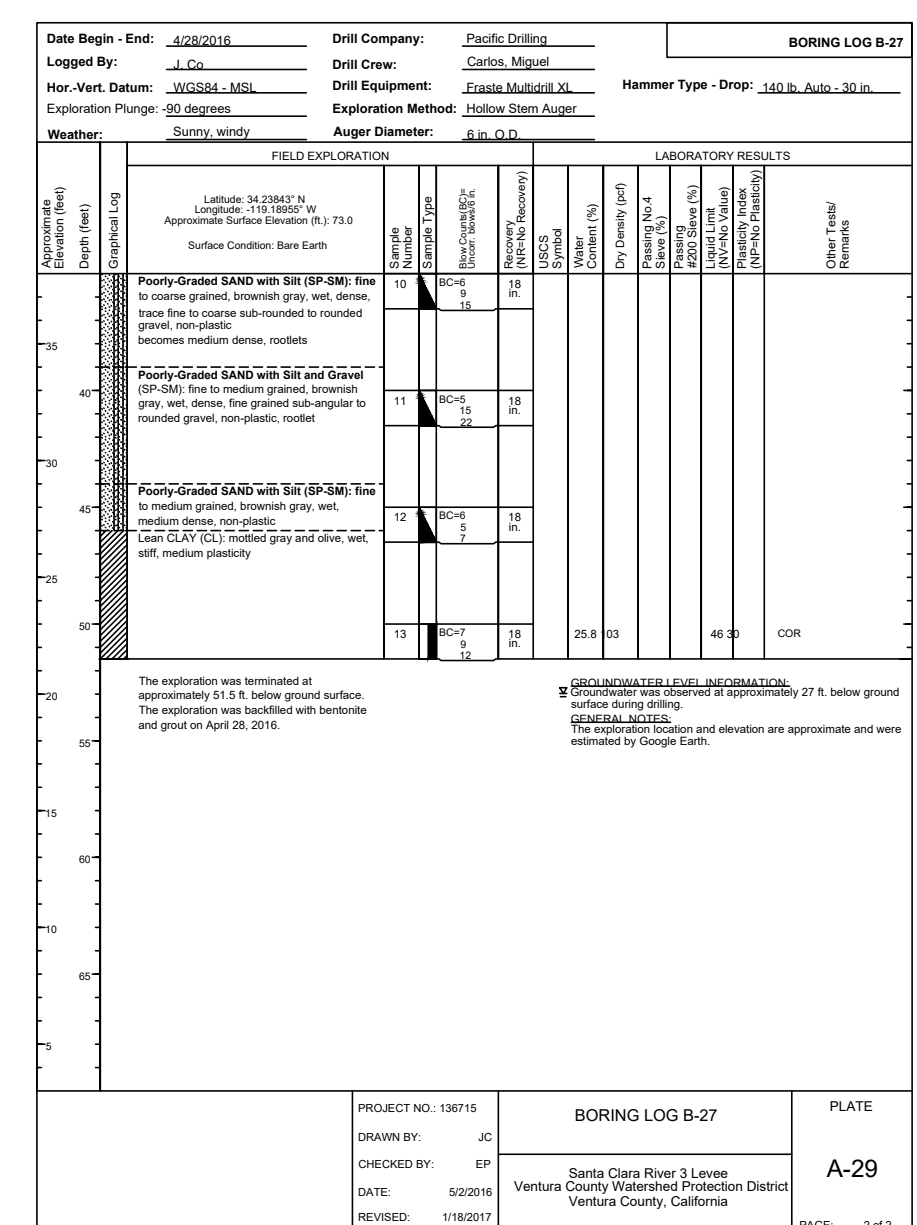 Date Begin - End: 4/28/2016 Drill Company: Pacific Drilling BORING LOG B-27
Logged By: J. Co Drill Crew: Carlos, Miguel
Hor.-Vert. Datum: WGS84 - MSL Drill Equipment: Fraste Multidrill XL Hammer Type - Drop: 140 lb. Auto - 30 in.
Exploration Plunge: -90 degrees Exploration Method: Hollow Stem Auger
Weather: Sunny, windy Auger Diameter: 6 in. O.D.
FIELD EXPLORATION LABORATORY RESULTS
Approximate
Elevation (feet)
Depth (feet)
Graphical Log
Latitude: 34.23843° N
Longitude: -119.18955° W
Approximate Surface Elevation (ft.): 73.0
Surface Condition: Bare Earth
Sample
Number
Sample Type
Blow Counts(BC)=
Uncorr. blows/6 in.
Recovery
(NR=No Recovery)
USCS
Symbol
Water
Content (%)
Dry Density (pcf)
Passing No.4
Sieve (%)
Passing
#200 Sieve (%)
Liquid Limit
(NV=No Value)
Plasticity Index
(NP=No Plasticity)
Other Tests/
Remarks
Poorly-Graded SAND with Silt (SP-SM): fine
to coarse grained, brownish gray, wet, dense,
trace fine to coarse sub-rounded to rounded
gravel, non-plastic
becomes medium dense, rootlets
10 BC=6 18
9 in.
15
35
Poorly-Graded SAND with Silt and Gravel
(SP-SM): fine to medium grained, brownish
gray, wet, dense, fine grained sub-angular to
rounded gravel, non-plastic, rootlet
40
11 BC=5 18
15 in.
22
30
Poorly-Graded SAND with Silt (SP-SM): fine
to medium grained, brownish gray, wet,
medium dense, non-plastic
45
12 BC=6 18
5 in.
7
Lean CLAY (CL): mottled gray and olive, wet,
stiff, medium plasticity
25
50
13 BC=7 18 25.8 103 46 30 COR
9 in.
12
The exploration was terminated at
approximately 51.5 ft. below ground surface.
The exploration was backfilled with bentonite
and grout on April 28, 2016.
GROUNDWATER LEVEL INFORMATION:
Groundwater was observed at approximately 27 ft. below ground
surface during drilling.
GENERAL NOTES:
The exploration location and elevation are approximate and were
estimated by Google Earth.
20
55
15
60
10
65
5
PROJECT NO.: 136715
DRAWN BY: JC
CHECKED BY: EP
DATE: 5/2/2016
REVISED: 1/18/2017
BORING LOG B-27
Santa Clara River 3 Levee
Ventura County Watershed Protection District
Ventura County, California
PLATE
A-29
PAGE: 2 of 2